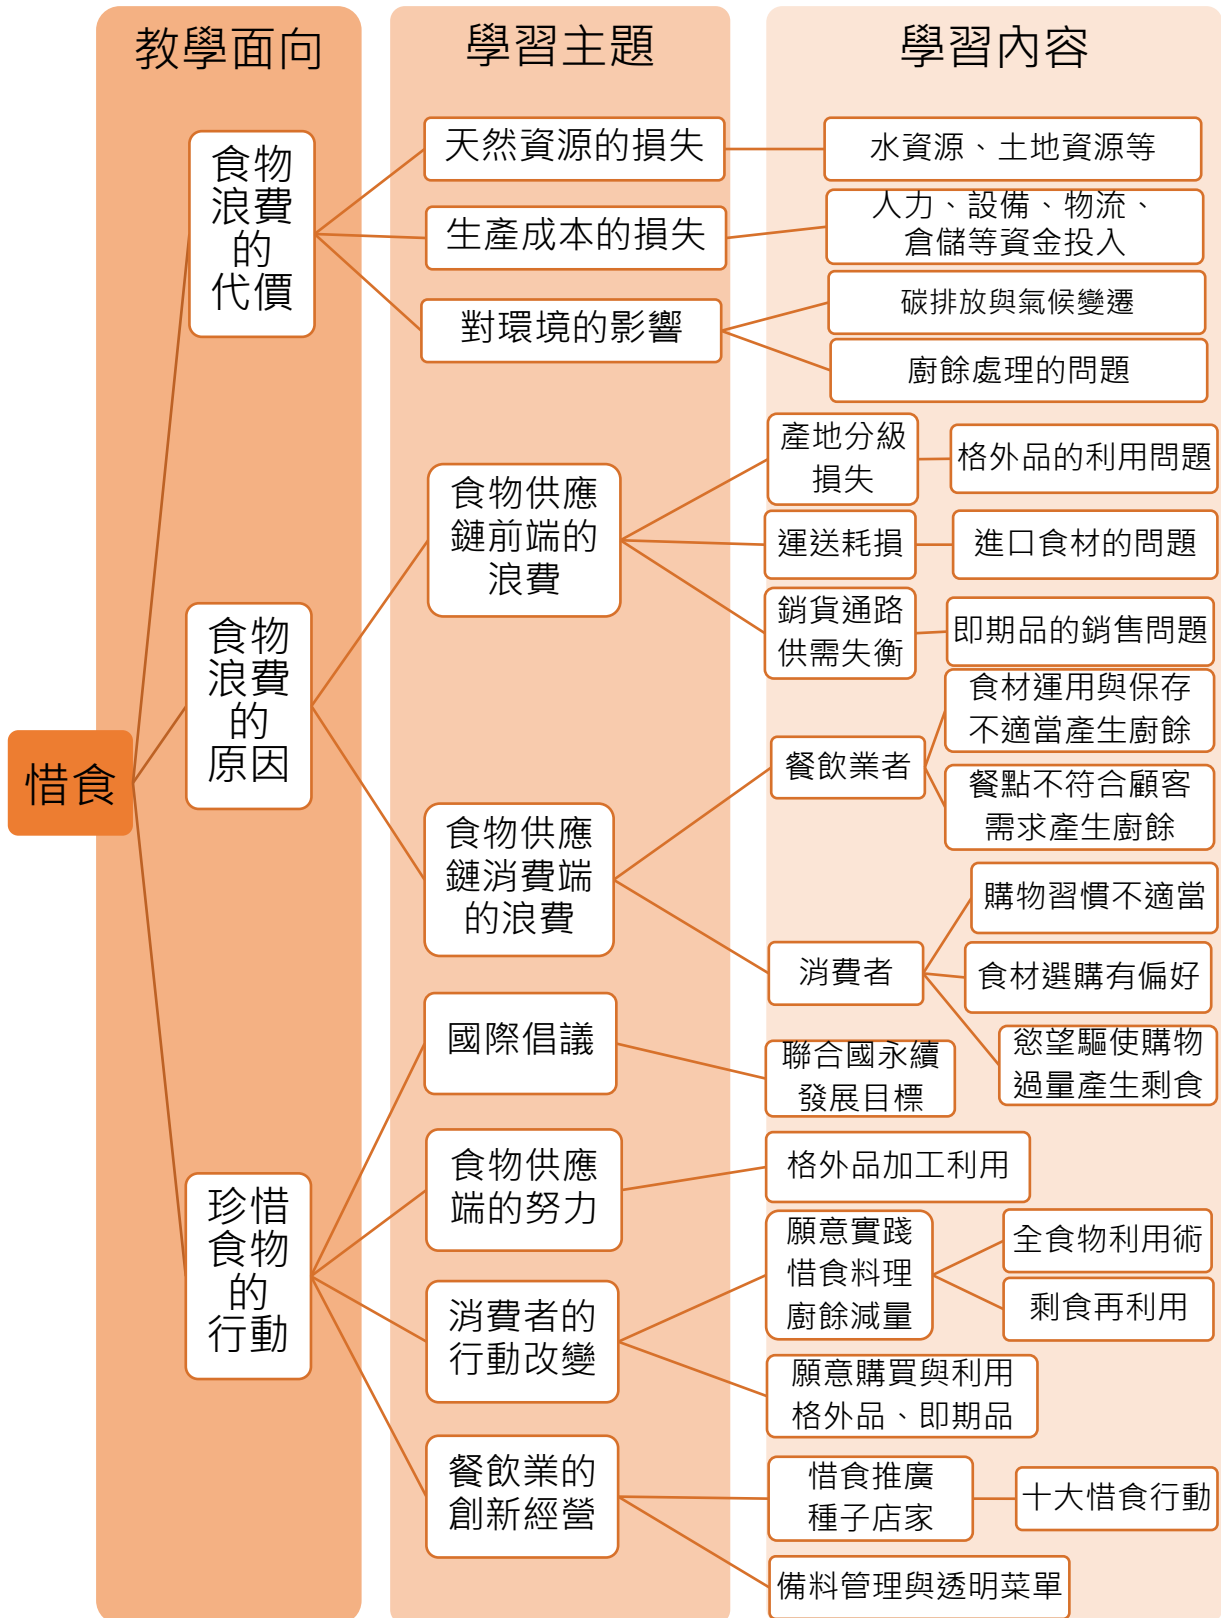 教學面向
學習主題
學習內容
惜食
食物
浪費
的
代價
天然資源的損失
水資源、土地資源等
生產成本的損失
人力、設備、物流、
倉儲等資金投入
對環境的影響
碳排放與氣候變遷
廚餘處理的問題
食物
浪費
的
原因
食物供應
鏈前端的
浪費
產地分級
損失
格外品的利用問題
運送耗損
進口食材的問題
銷貨通路
供需失衡
即期品的銷售問題
食物供應
鏈消費端
的浪費
餐飲業者
食材運用與保存
不適當產生廚餘
餐點不符合顧客
需求產生廚餘
消費者
購物習慣不適當
食材選購有偏好
慾望驅使購物
過量產生剩食
珍惜
食物
的
行動
國際倡議
聯合國永續
發展目標
食物供應
端的努力
格外品加工利用
消費者的
行動改變
願意實踐
惜食料理
廚餘減量
全食物利用術
剩食再利用
願意購買與利用
格外品、即期品
餐飲業的
創新經營
惜食推廣
種子店家
十大惜食行動
備料管理與透明菜單